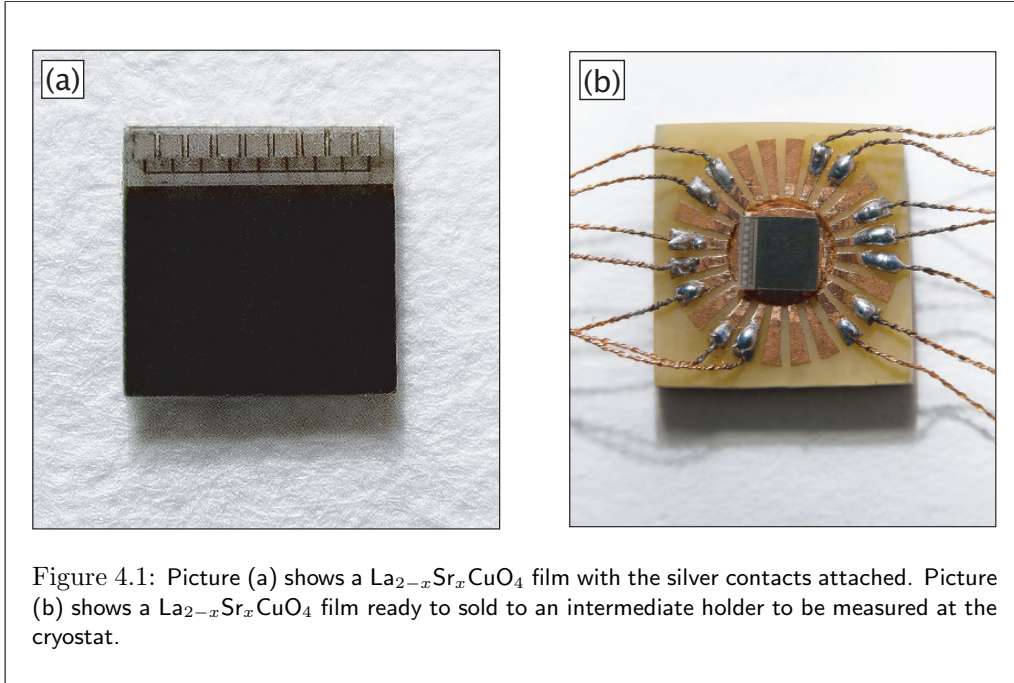 (a)
(b)
Figure 4.1: Picture (a) shows a La₂₋ₓSrₓCuO₄ film with the silver contacts attached. Picture
(b) shows a La₂₋ₓSrₓCuO₄ film ready to sold to an intermediate holder to be measured at the
cryostat.